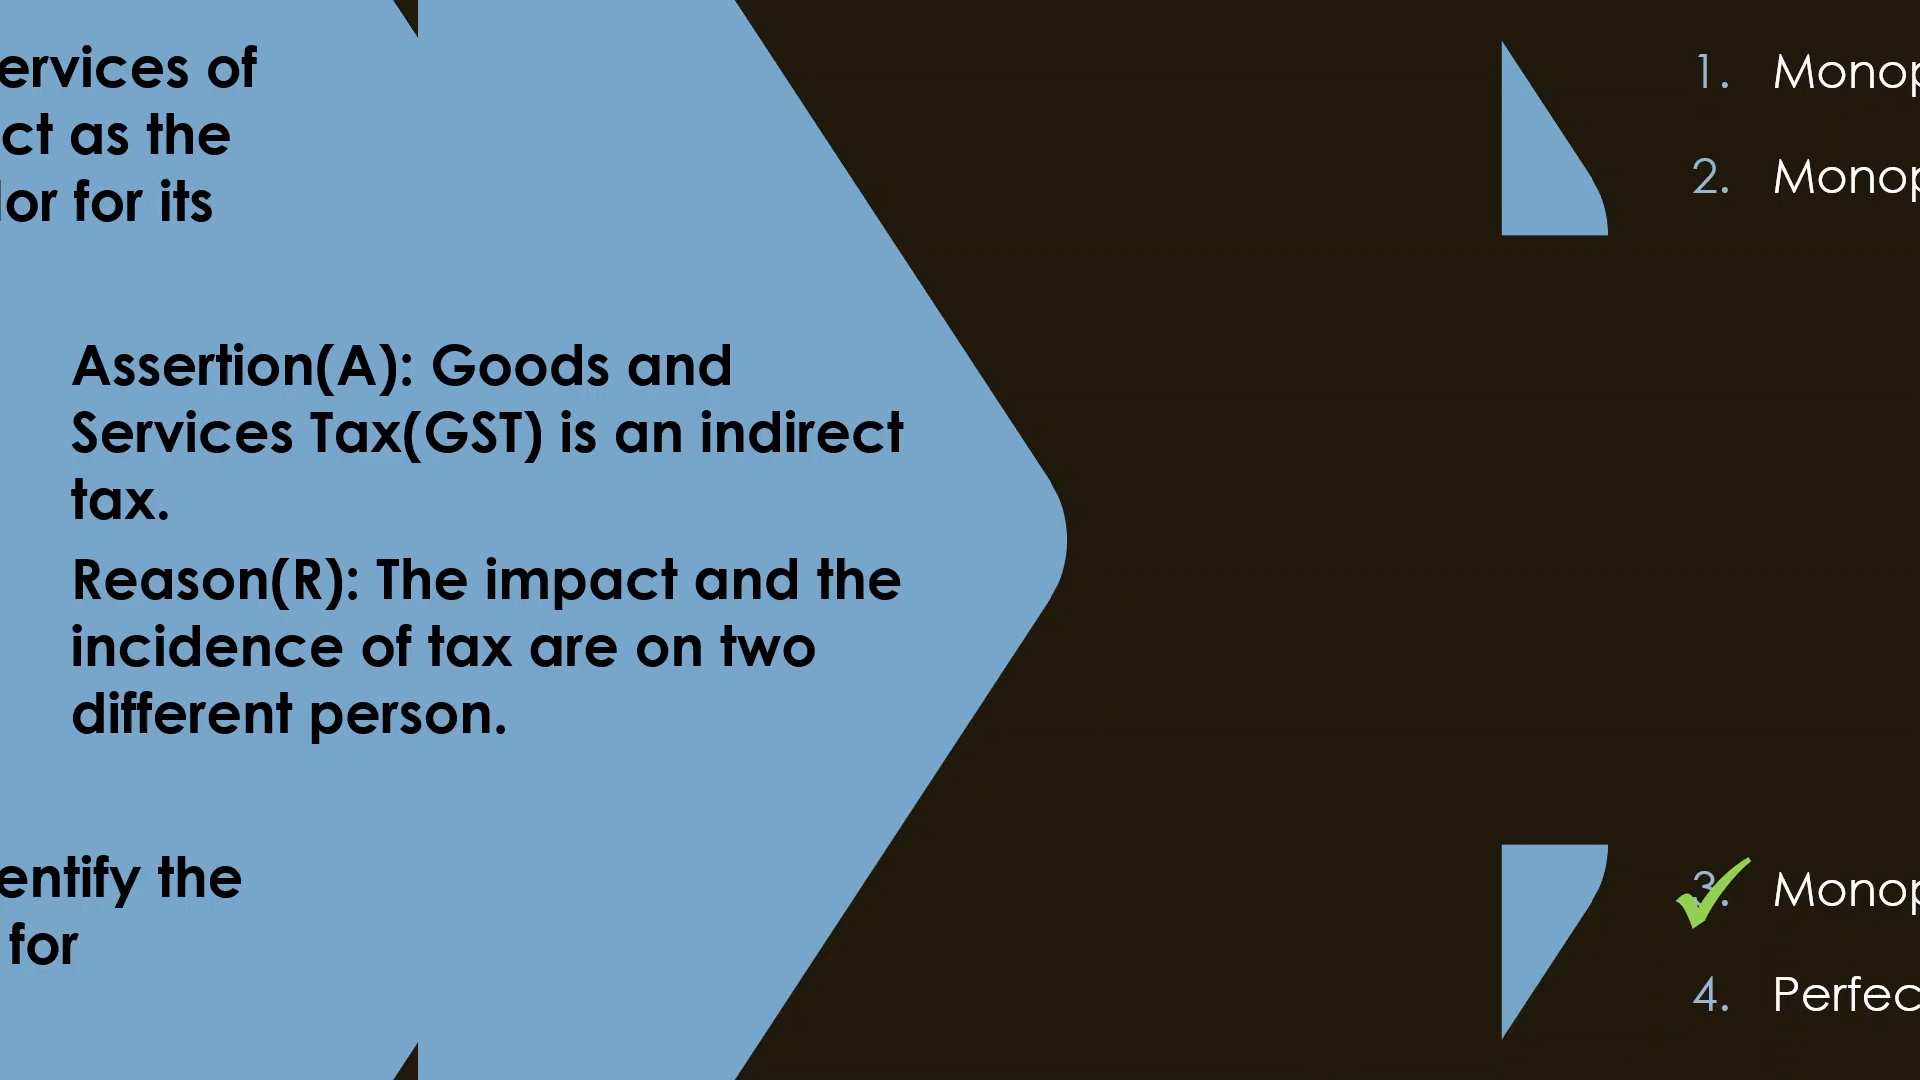 ervices of
ct as the
for its
Assertion(A): Goods and
Services Tax(GST) is an indirect
tax.
Reason(R): The impact and the
incidence of tax are on two
different person.
entify the
for
1. Monop
2. Monop
3. Monop
4. Perfec